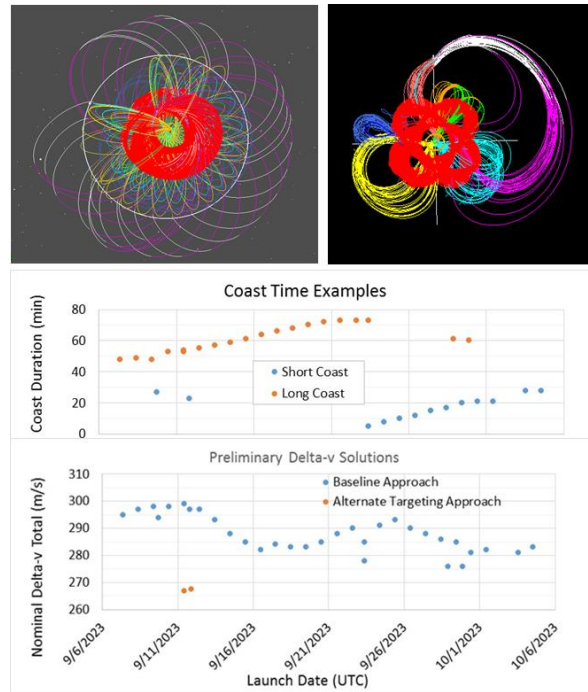 Coast Time Examples
Coast Duration (min)
80
60
40
20
0
Short Coast
Long Coast
Preliminary Delta-v Solutions
Nominal Delta-v Total (m/s)
310
300
290
280
270
260
Baseline Approach
Alternate Targeting Approach
9/6/2023
9/11/2023
9/16/2023
9/21/2023
9/26/2023
10/1/2023
10/6/2023
Launch Date (UTC)